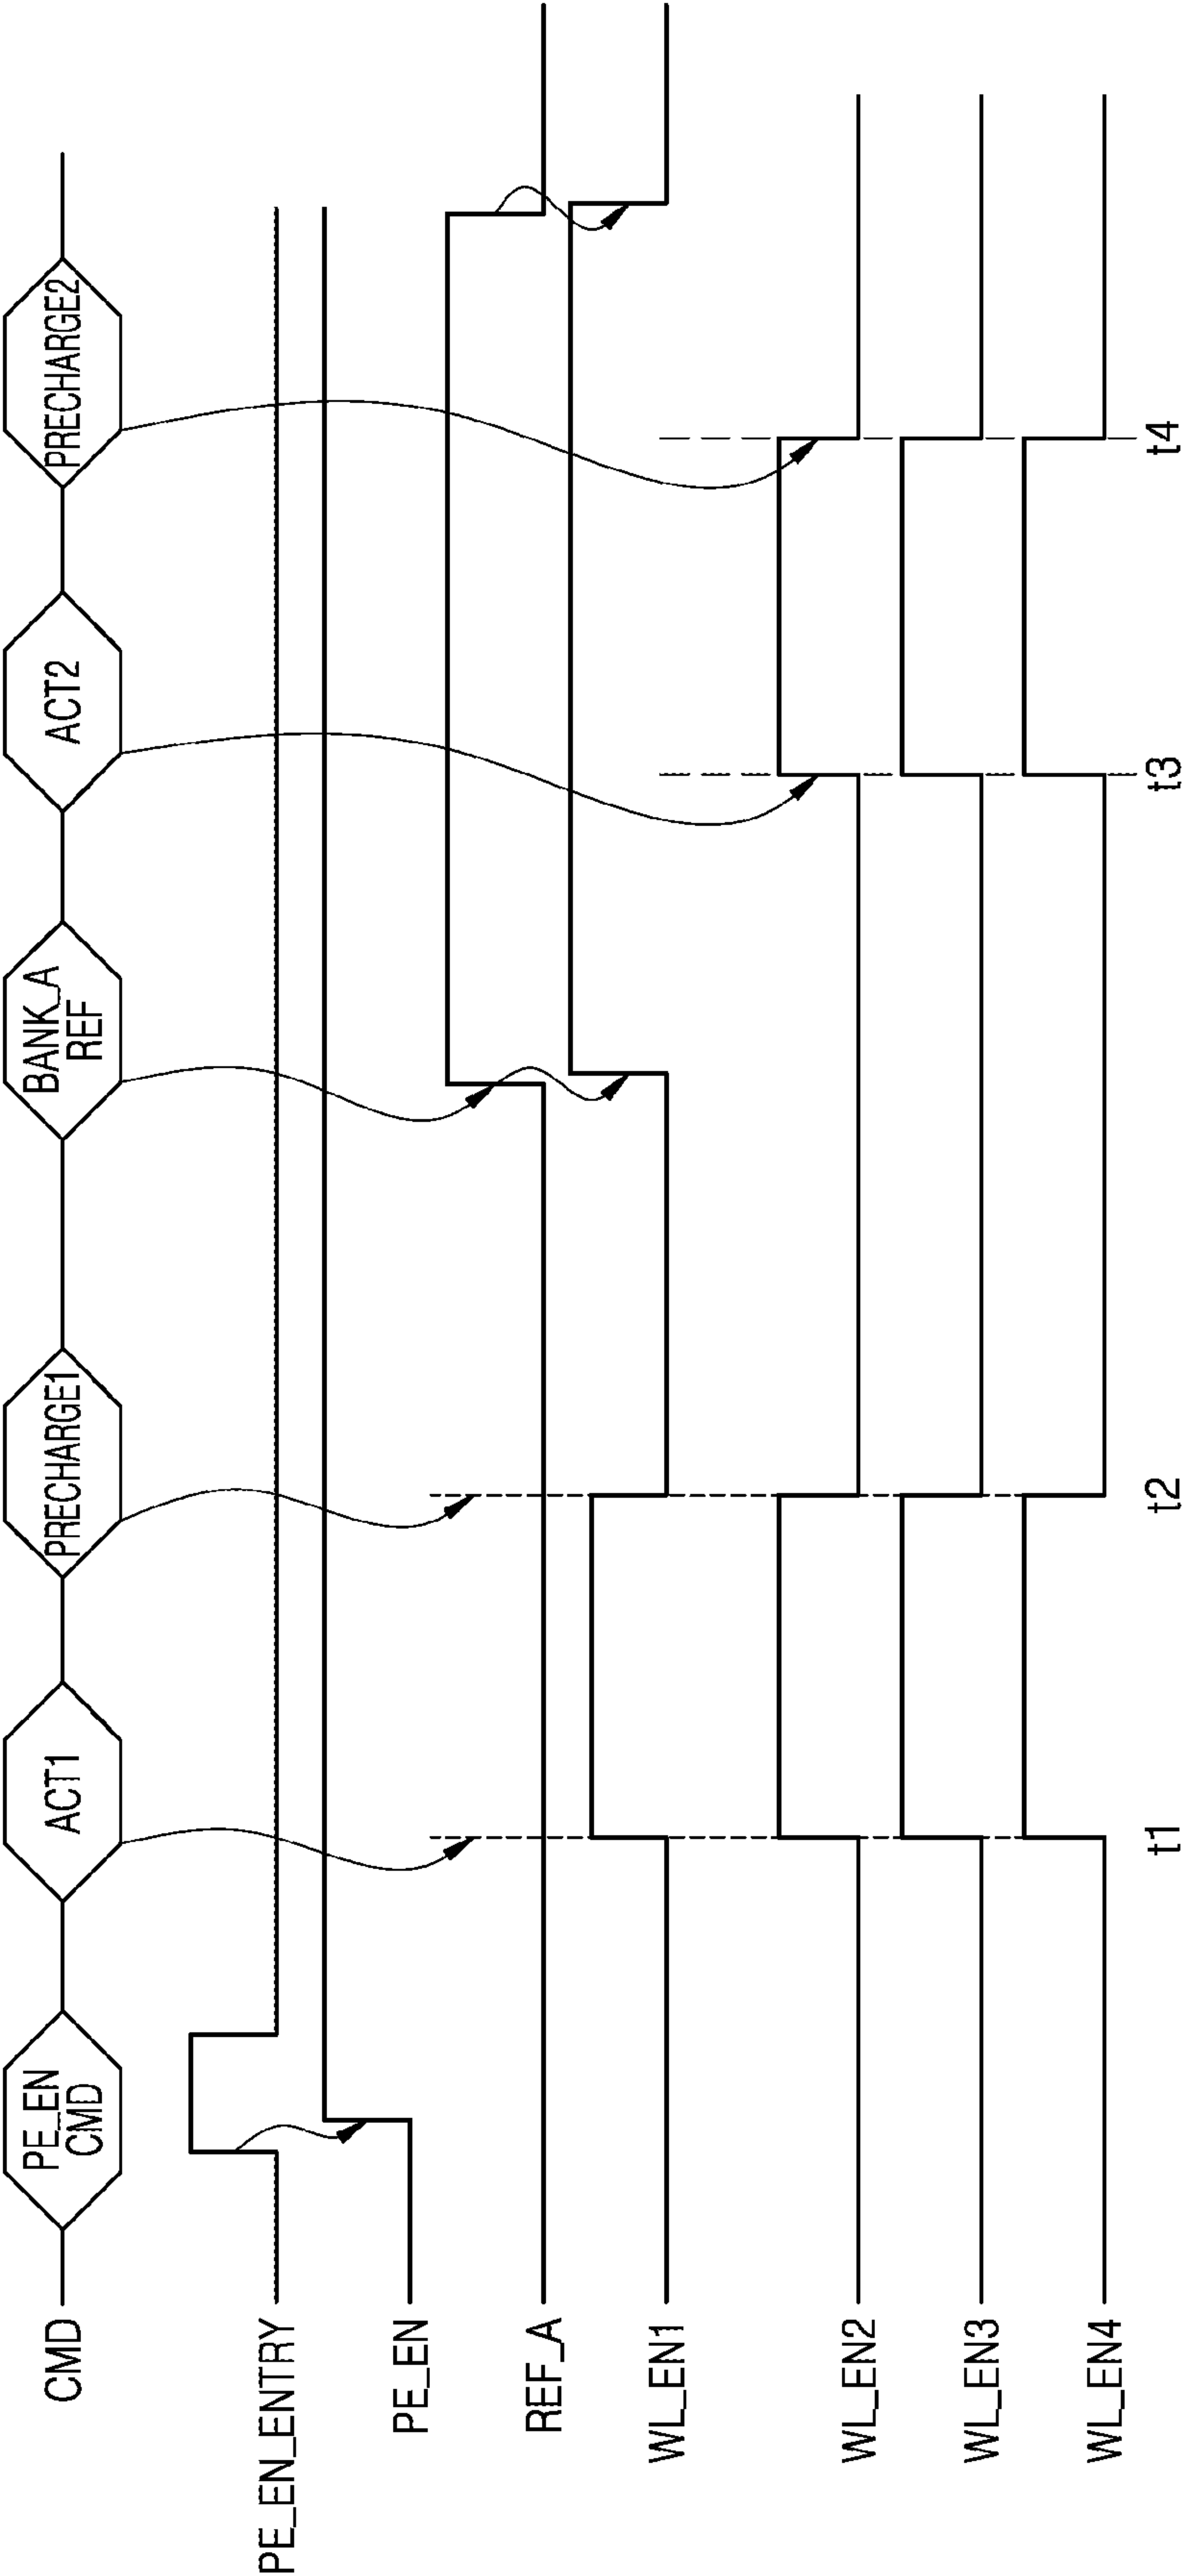 CMD
PE_EN
CMD
ACT1
PRECHARGE1
BANK_A
REF
ACT2
PRECHARGE2
PE_EN_ENTRY
PE_EN
REF_A
WL_EN1
WL_EN2
WL_EN3
WL_EN4
t1
t2
t3
t4